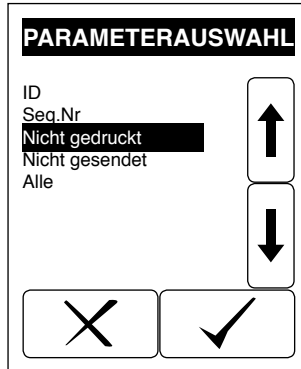 PARAMETERAUSWAHL
ID
Seq.Nr
Nicht gedruckt
Nicht gesendet
Alle